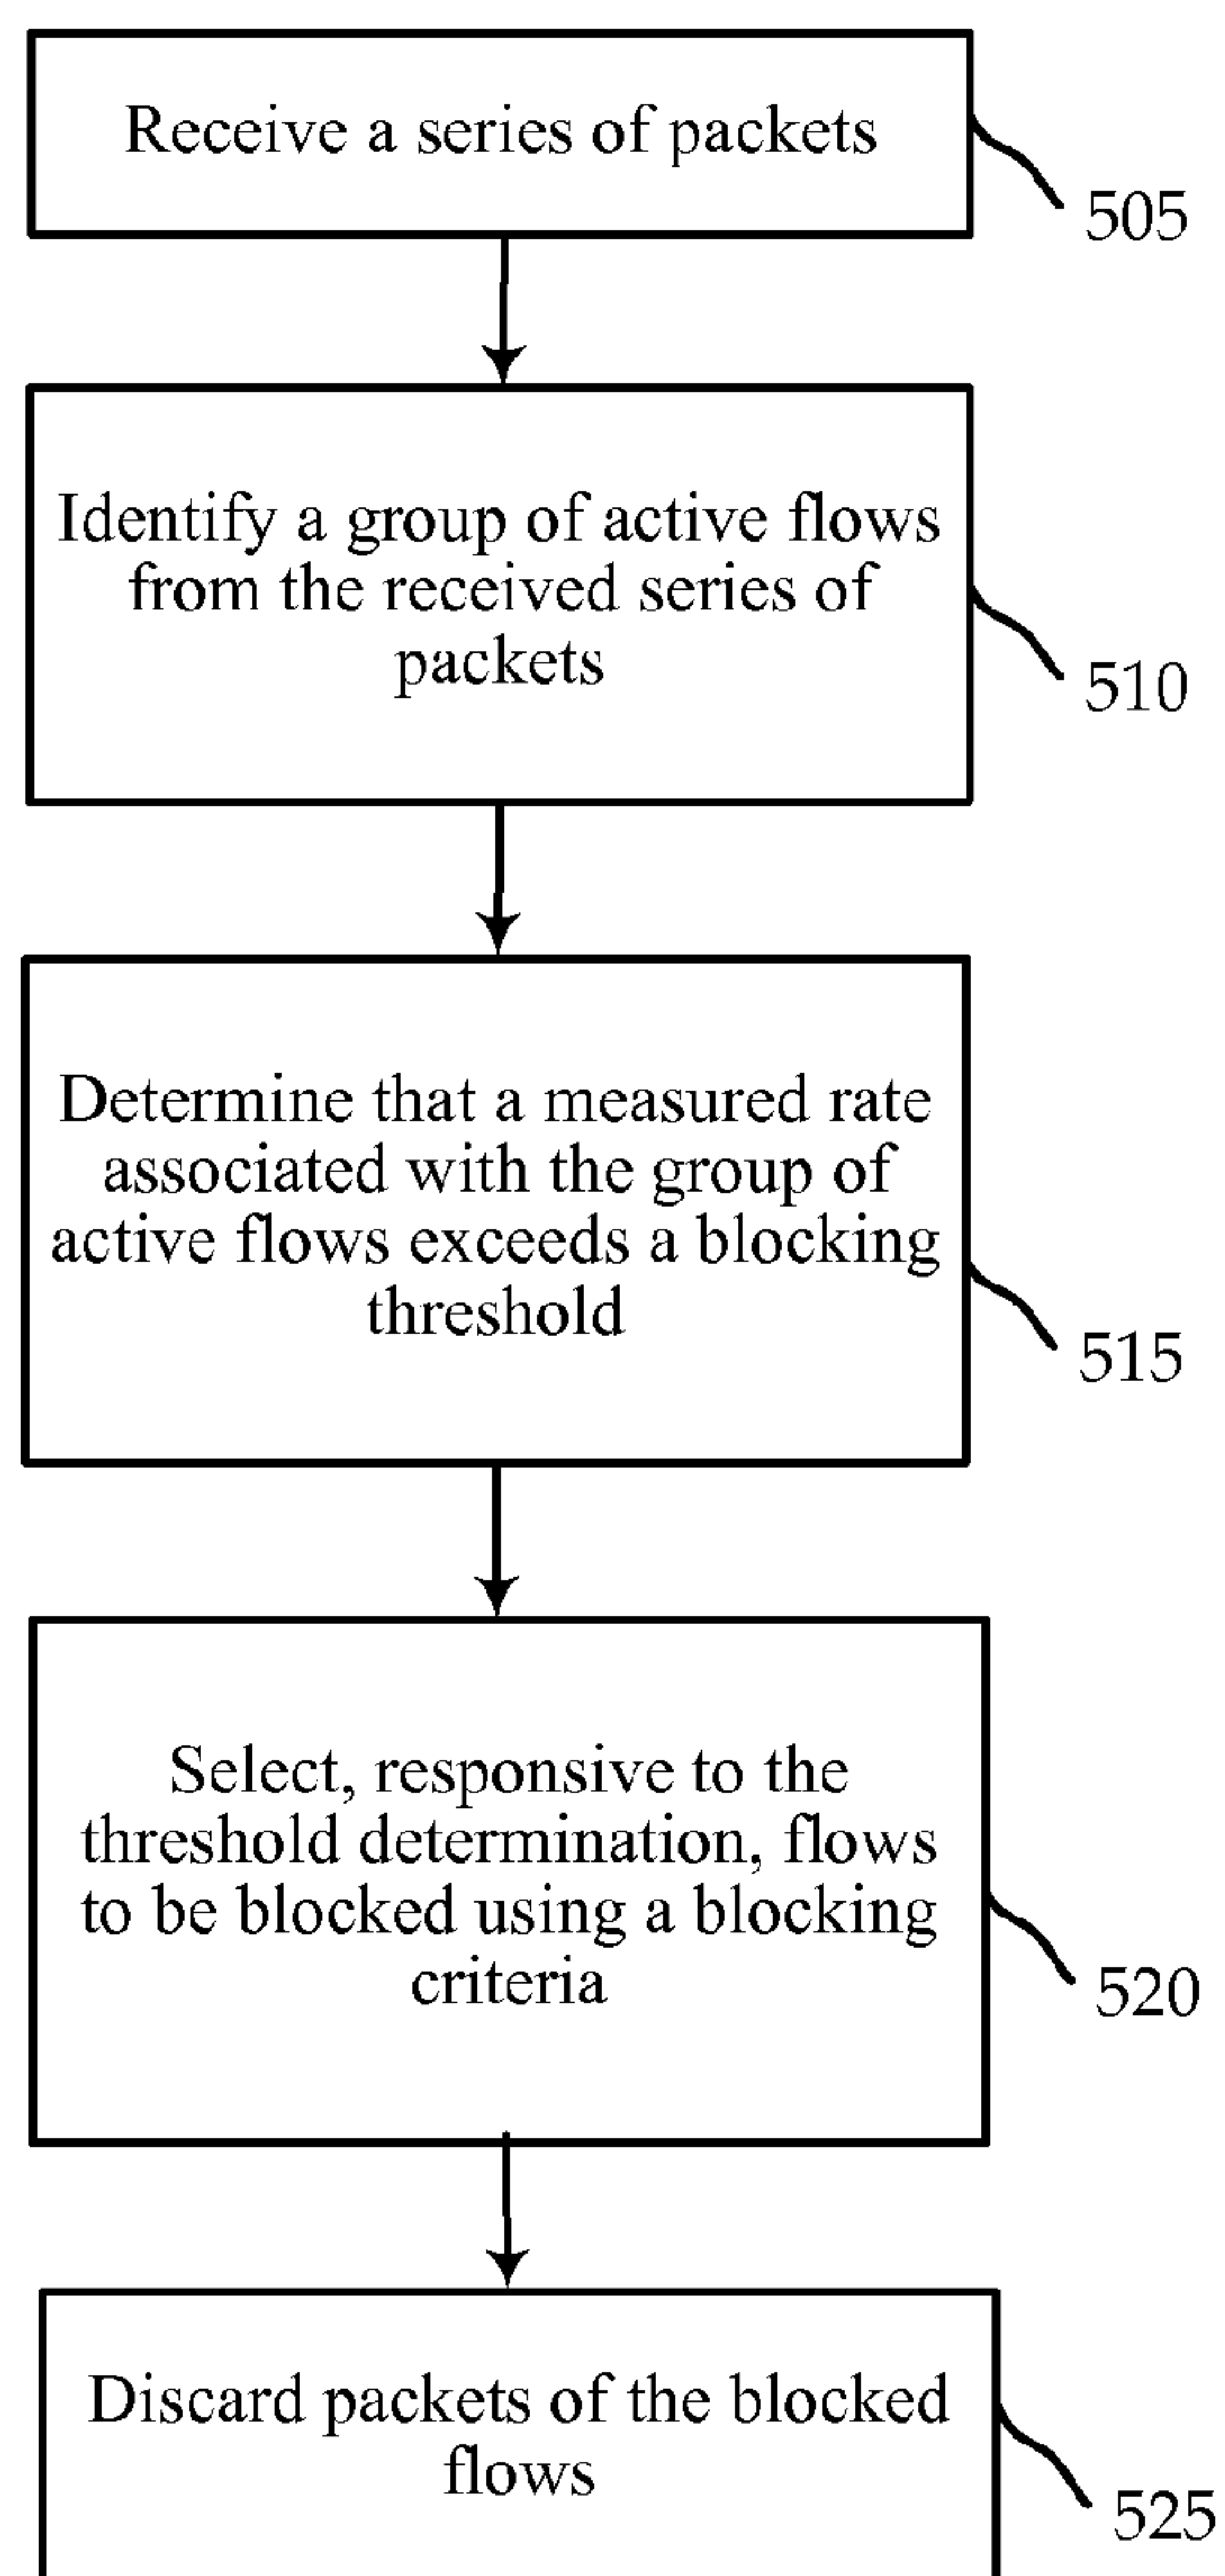 Receive a series of packets
505
Identify a group of active flows
from the received series of
packets
510
Determine that a measured rate
associated with the group of
active flows exceeds a blocking
threshold
515
Select, responsive to the
threshold determination, flows
to be blocked using a blocking
criteria
520
Discard packets of the blocked
flows
525